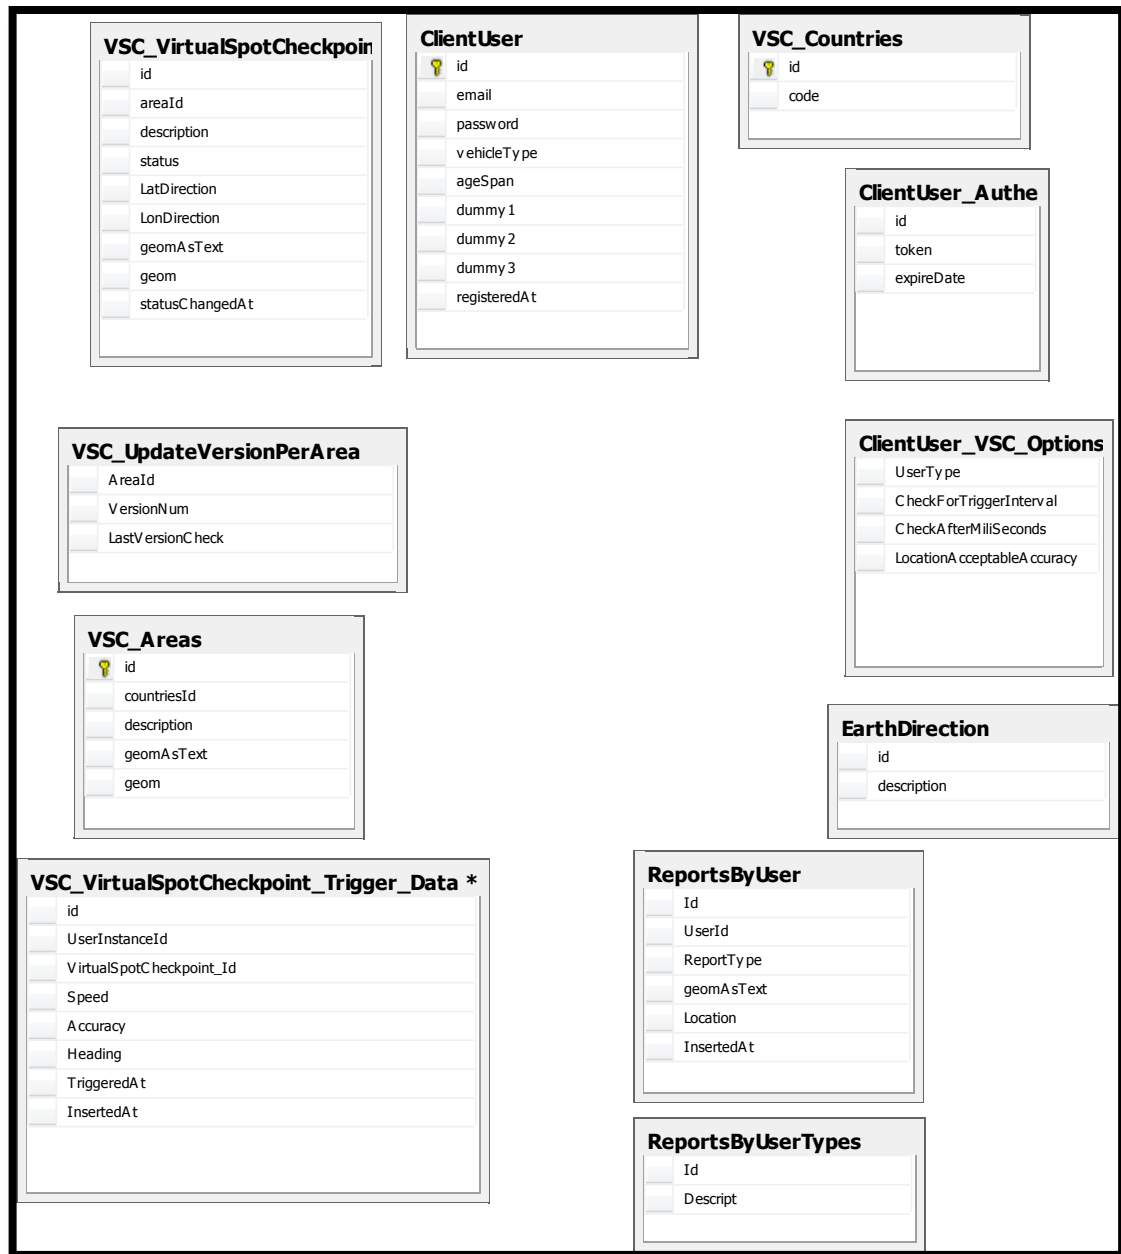 VSC_VirtualSpotCheckpoin
id
areaId
description
status
LatDirection
LonDirection
geomAsText
geom
statusChangedAt
ClientUser
id
email
password
vehicleType
ageSpan
dummy1
dummy2
dummy3
registeredAt
VSC_Countries
id
code
ClientUser_Authe
id
token
expireDate
VSC_UpdateVersionPerArea
AreaId
VersionNum
LastVersionCheck
ClientUser_VSC_Options
UserType
CheckForTriggerInterval
CheckAfterMiliSeconds
LocationAcceptableAccuracy
VSC_Areas
id
countriesId
description
geomAsText
geom
EarthDirection
id
description
VSC_VirtualSpotCheckpoint_Trigger_Data *
id
UserInstanceId
VirtualSpotCheckpoint_Id
Speed
Accuracy
Heading
TriggeredAt
InsertedAt
ReportsByUser
Id
UserId
ReportType
geomAsText
Location
InsertedAt
ReportsByUserTypes
Id
Descript